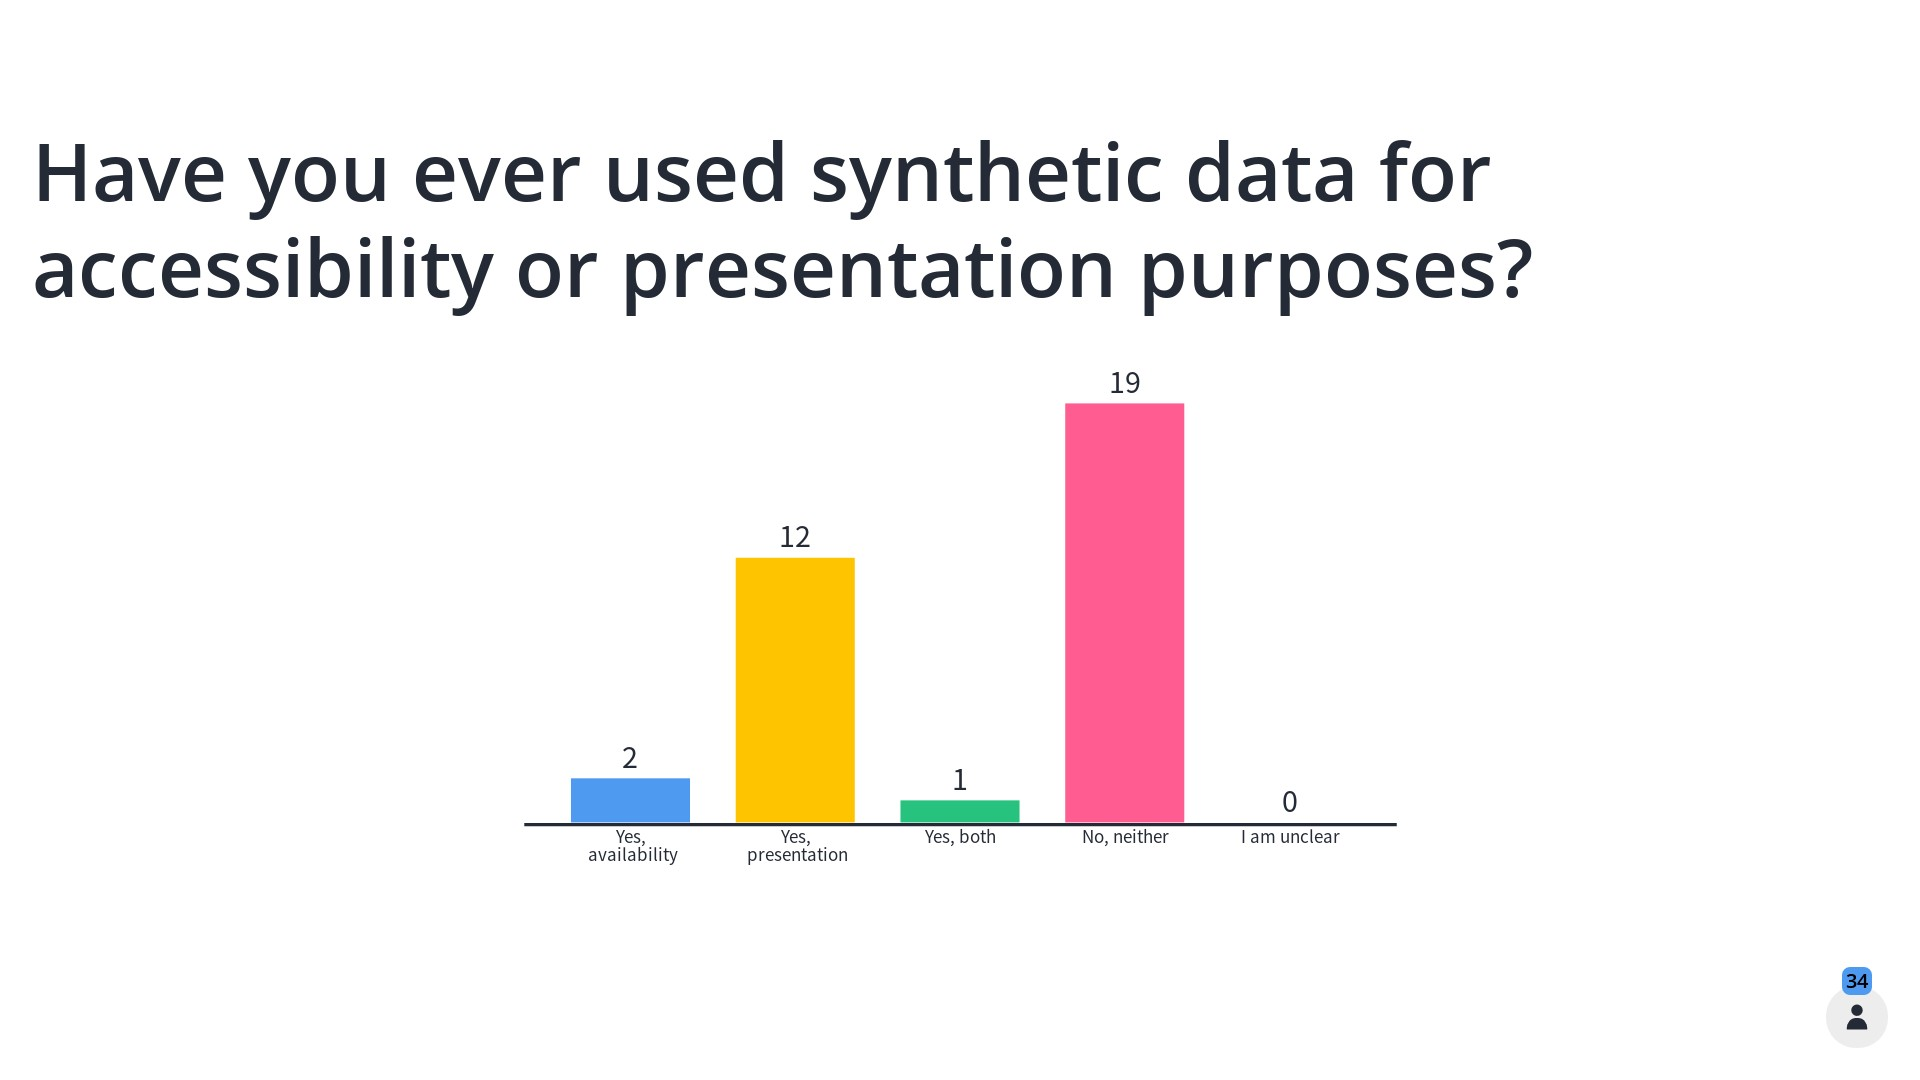 Have you ever used synthetic data for
accessibility or presentation purposes?
19
12
2
1
0
Yes,
availability
Yes,
presentation
Yes, both
No, neither
I am unclear
34